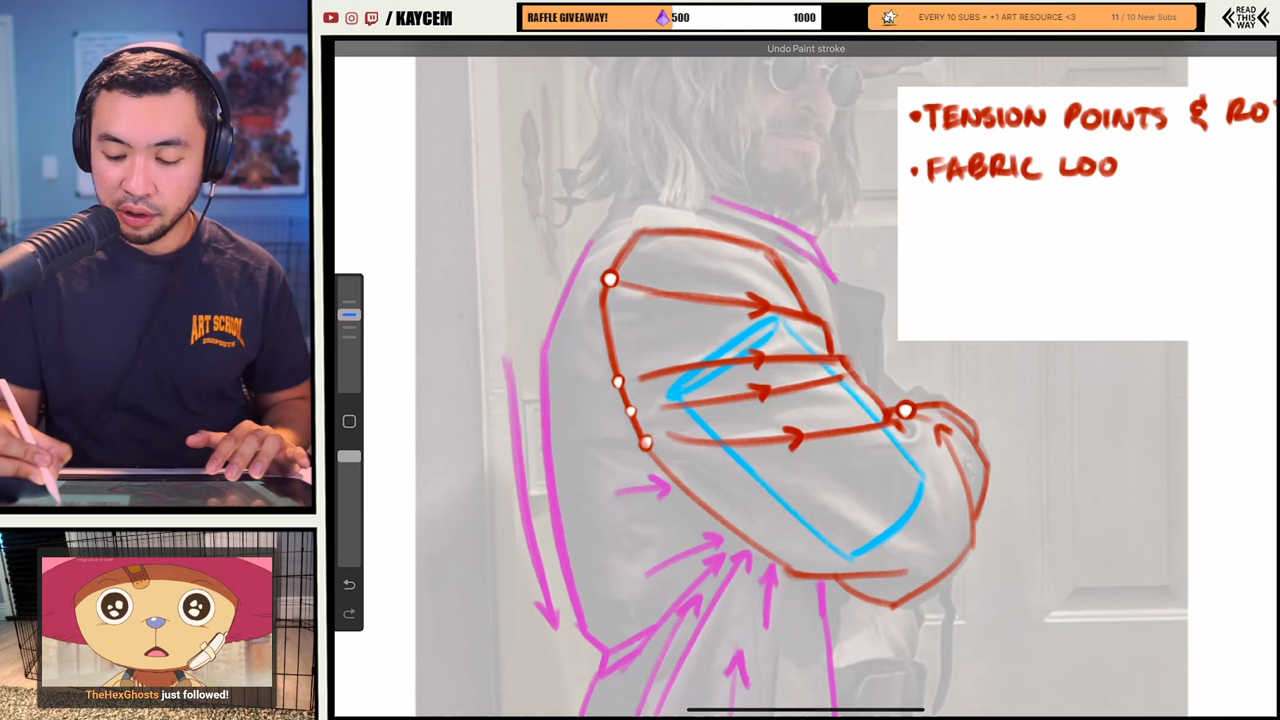 / KAYCEM
RAFFLE GIVEAWAY!
500
1000
EVERY 10 SUBS = +1 ART RESOURCE <3
11 / 10 New Subs
READ
THIS
WAY
Undo Paint stroke
•TENSION POINTS & RO
•FABRIC LOO
ART SCHOOL
DROPOUTS
TheHexGhosts just followed!